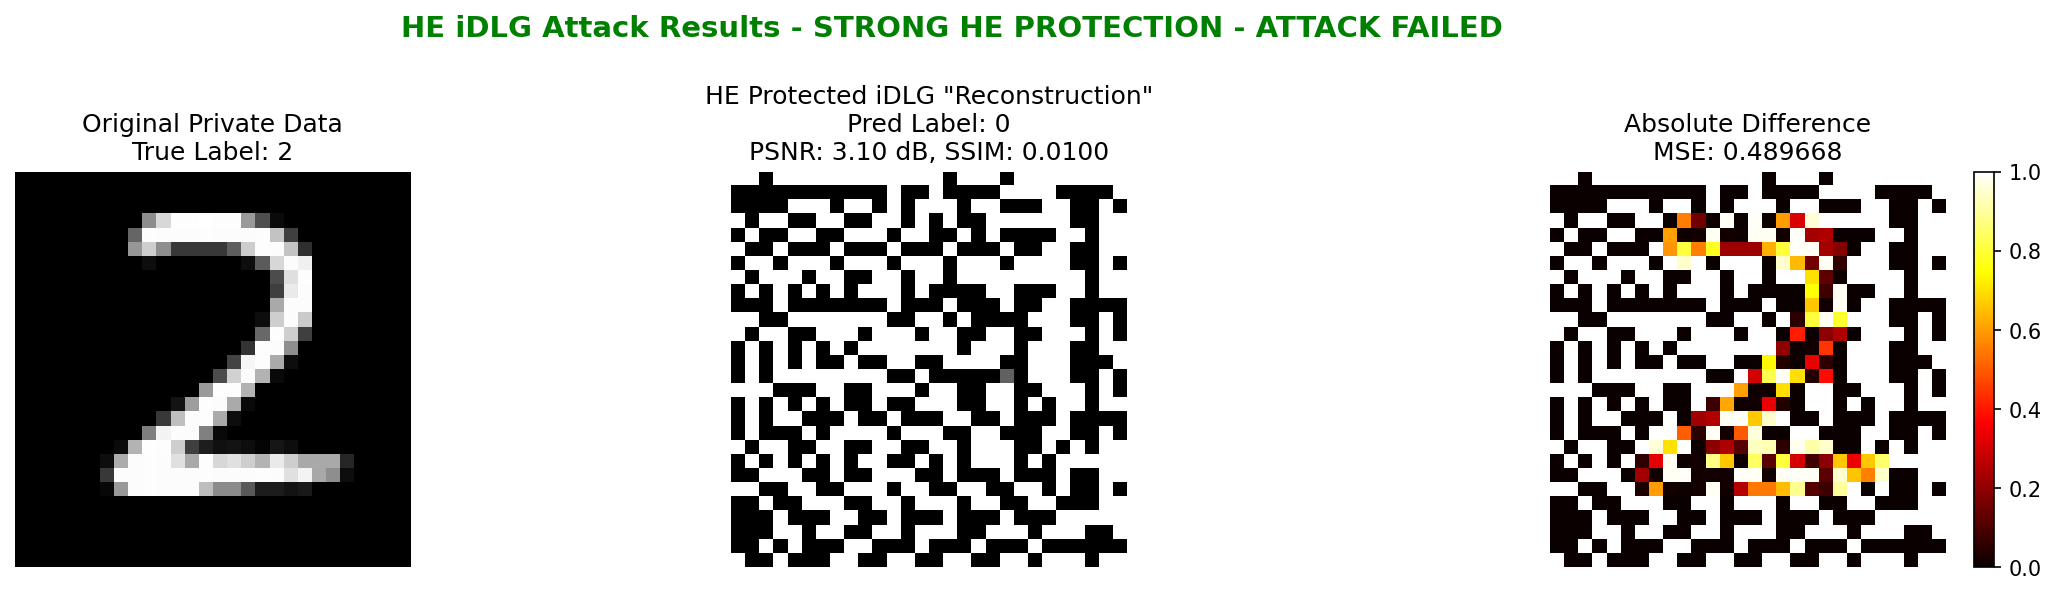 HE iDLG Attack Results - STRONG HE PROTECTION - ATTACK FAILED
Original Private Data
True Label: 2
HE Protected iDLG "Reconstruction"
Pred Label: 0
PSNR: 3.10 dB, SSIM: 0.0100
Absolute Difference
MSE: 0.489668
1.0
0.8
0.6
0.4
0.2
0.0